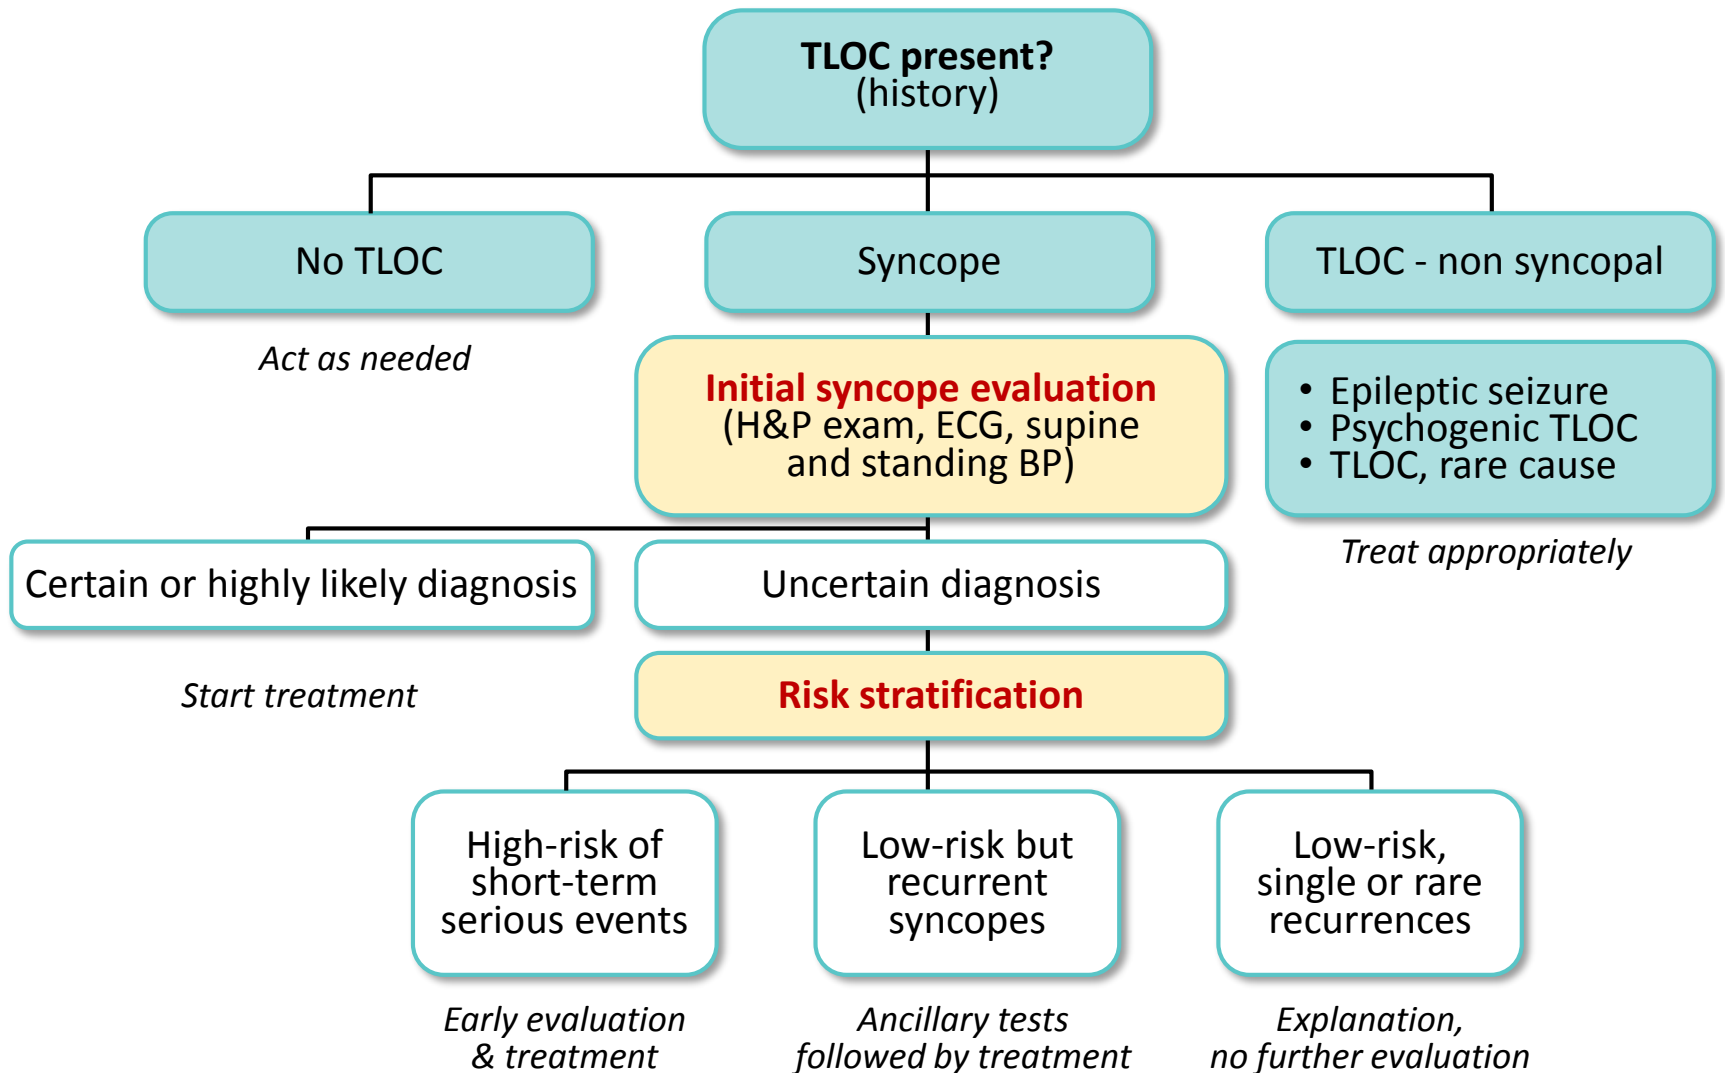 TLOC present?
(history)
No TLOC
Syncope
TLOC - non syncopal
Act as needed
Initial syncope evaluation
(H&P exam, ECG, supine
and standing BP)
• Epileptic seizure
• Psychogenic TLOC
• TLOC, rare cause
Treat appropriately
Certain or highly likely diagnosis
Uncertain diagnosis
Start treatment
Risk stratification
High-risk of
short-term
serious events
Low-risk but
recurrent
syncopes
Low-risk,
single or rare
recurrences
Early evaluation
& treatment
Ancillary tests
followed by treatment
Explanation,
no further evaluation